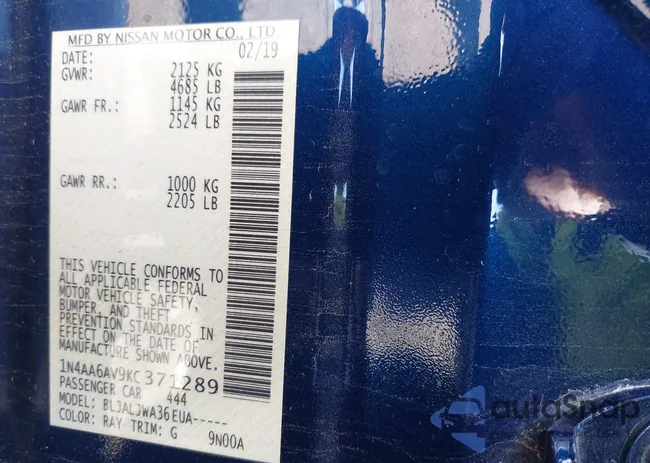 MFD BY NISSAN MOTOR CO., LTD
DATE: 02/19
GVWR: 2125 KG
4685 LB
GAWR FR.: 1145 KG
2524 LB
GAWR RR.: 1000 KG
2205 LB
THIS VEHICLE CONFORMS TO
ALL APPLICABLE FEDERAL
MOTOR VEHICLE SAFETY,
BUMPER, AND THEFT
PREVENTION STANDARDS IN
EFFECT ON THE DATE OF
MANUFACTURE SHOWN ABOVE.
1N4AA6AV9KC371289
PASSENGER CAR 444
MODEL: BLJALJWA36EUA-----
COLOR: RAY TRIM: G 9N00A
autoSnap